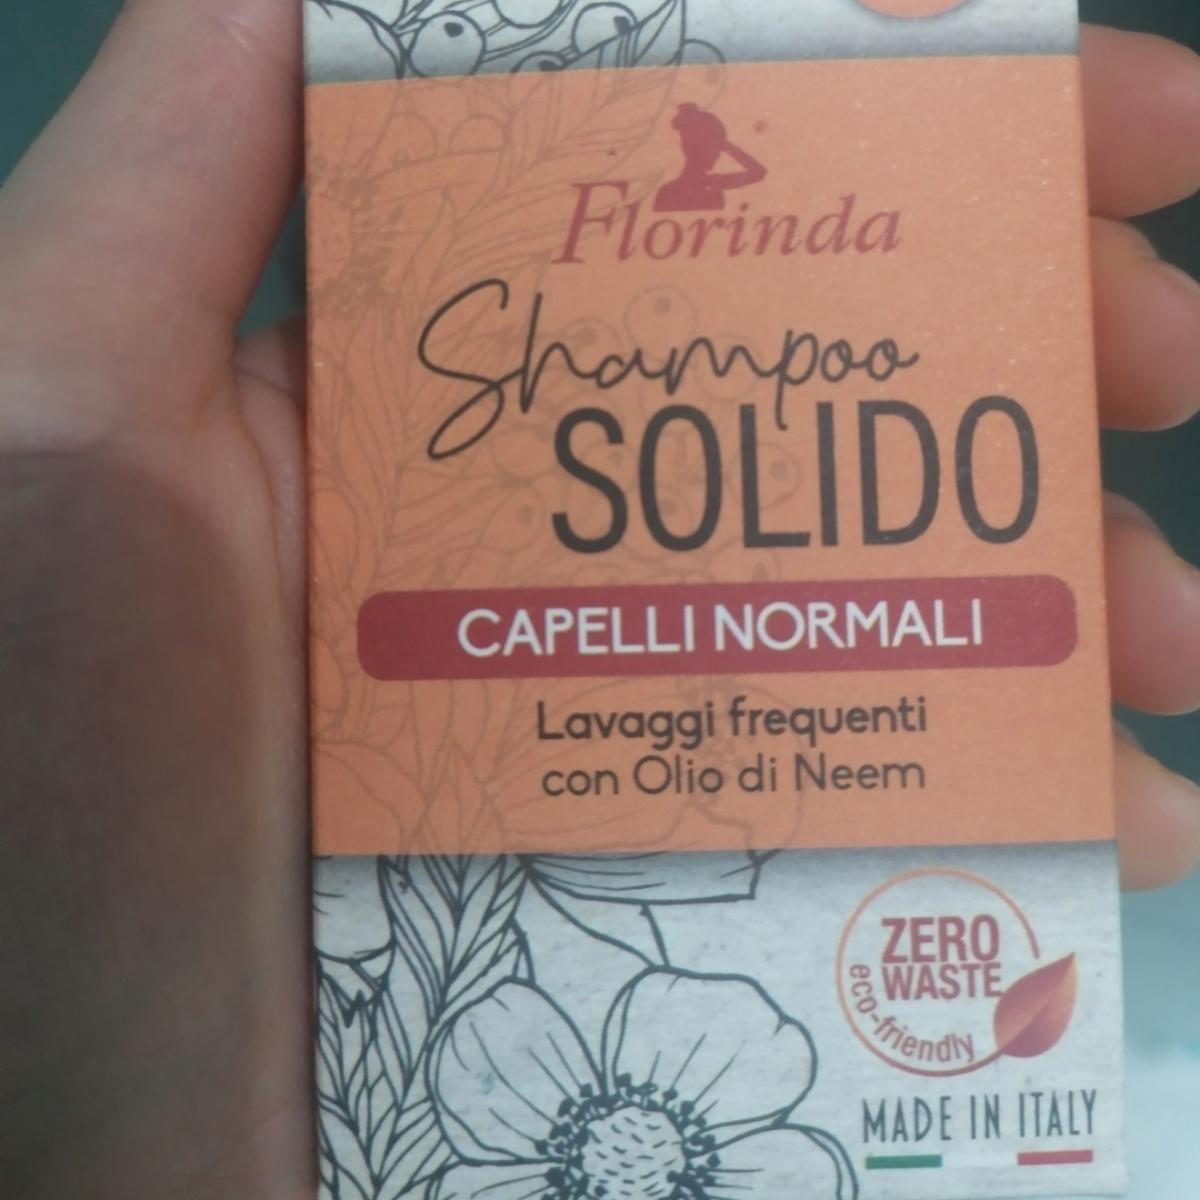 Florinda
Shampoo
SOLIDO
CAPELLI NORMALI
Lavaggi frequenti
con Olio di Neem
ZERO
WASTE
eco-friendly
MADE IN ITALY